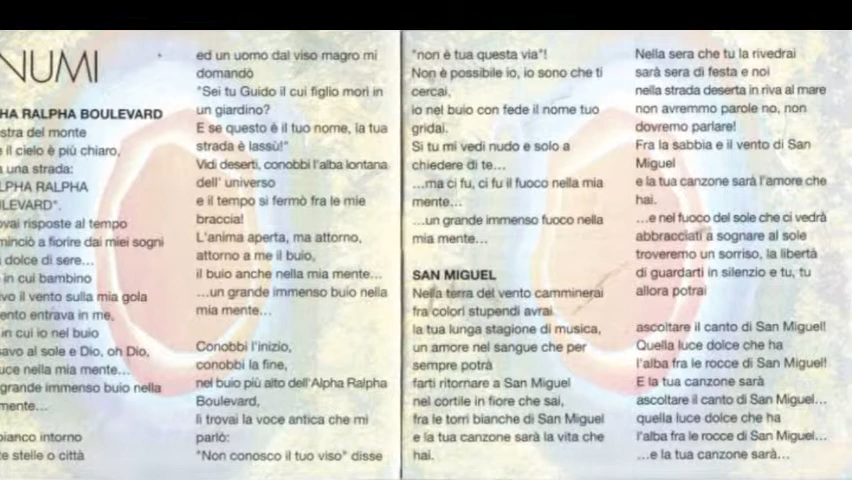 NUMI
HA RALPHA BOULEVARD
stra del monte
e il cielo è più chiaro,
a una strada:
LPHA RALPHA
LEVARD".
ovai risposte al tempo
minciò a fiorire dai miei sogni
a dolce di sere...
in cui bambino
ivo il vento sulla mia gola
ento entrava in me,
in cui io nel buio
savo al sole e Dio, oh Dio,
uce nella mia mente...
grande immenso buio nella
mente...
bianco intorno
te stelle o città
ed un uomo dal viso magro mi
domandò
"Sei tu Guido il cui figlio morì in
un giardino?
E se questo è il tuo nome, la tua
strada è lassù!"
Vidi deserti, conobbi l'alba lontana
dell' universo
e il tempo si fermò fra le mie
braccia!
L'anima aperta, ma attorno,
attorno a me il buio,
il buio anche nella mia mente...
...un grande immenso buio nella
mia mente...
Conobbi l'inizio,
conobbi la fine,
nel buio più alto dell'Alpha Ralpha
Boulevard,
lì trovai la voce antica che mi
parlò:
"Non conosco il tuo viso" disse
"non è tua questa via"!
Non è possibile io, io sono che ti
cercai,
io nel buio con fede il nome tuo
gridai.
Si tu mi vedi nudo e solo a
chiedere di te...
...ma ci fu, ci fu il fuoco nella mia
mente...
...un grande immenso fuoco nella
mia mente...
SAN MIGUEL
Nella terra del vento camminerai
fra colori stupendi avrai
la tua lunga stagione di musica,
un amore nel sangue che per
sempre potrà
farti ritornare a San Miguel
nel cortile in fiore che sai,
fra le torri bianche di San Miguel
e la tua canzone sarà la vita che
hai.
Nella sera che tu la rivedrai
sarà sera di festa e noi
nella strada deserta in riva al mare
non avremmo parole no, non
dovremo parlare!
Fra la sabbia e il vento di San
Miguel
e la tua canzone sarà l'amore che
hai.
...e nel fuoco del sole che ci vedrà
abbracciati a sognare al sole
troveremo un sorriso, la libertà
di guardarti in silenzio e tu, tu
allora potrai
ascoltare il canto di San Miguel!
Quella luce dolce che ha
l'alba fra le rocce di San Miguel!
E la tua canzone sarà
ascoltare il canto di San Miguel...
quella luce dolce che ha
l'alba fra le rocce di San Miguel...
...e la tua canzone sarà...